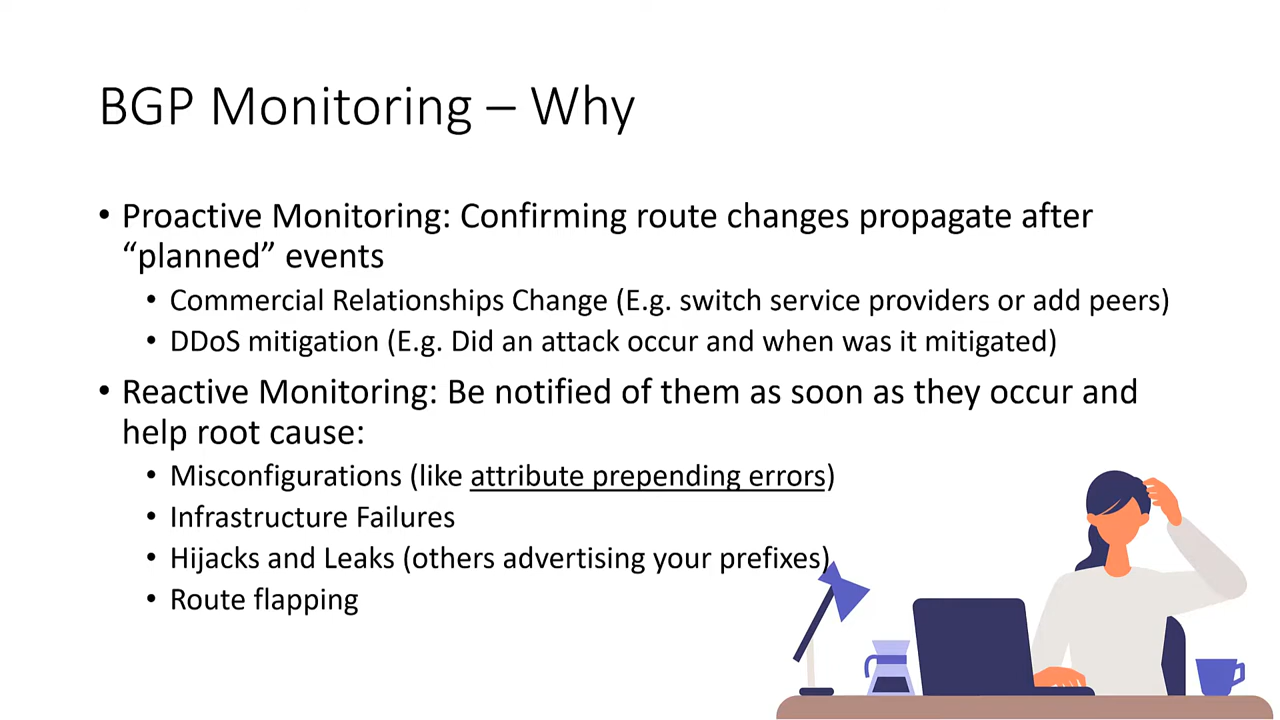 BGP Monitoring – Why
• Proactive Monitoring: Confirming route changes propagate after
“planned” events
• Commercial Relationships Change (E.g. switch service providers or add peers)
• DDoS mitigation (E.g. Did an attack occur and when was it mitigated)
• Reactive Monitoring: Be notified of them as soon as they occur and
help root cause:
• Misconfigurations (like attribute prepending errors)
• Infrastructure Failures
• Hijacks and Leaks (others advertising your prefixes)
• Route flapping